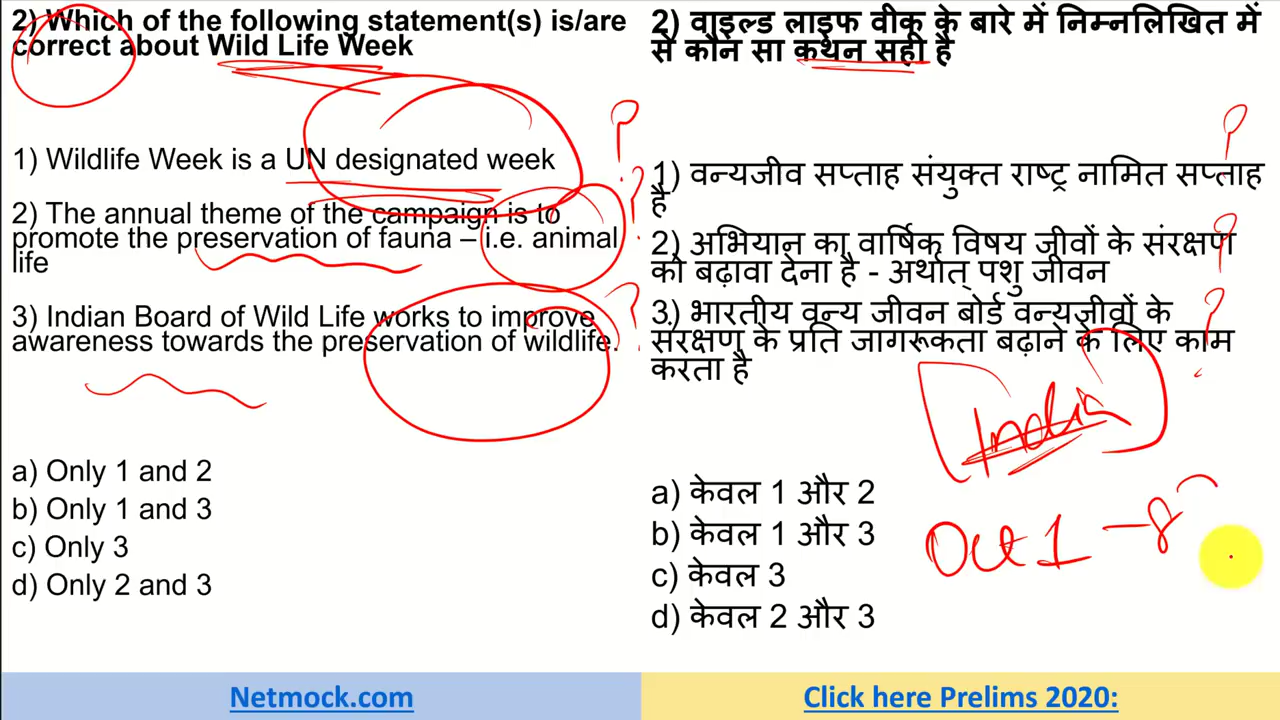 2) Which of the following statement(s) is/are
correct about Wild Life Week
1) Wildlife Week is a UN designated week
2) The annual theme of the campaign is to
promote the preservation of fauna – i.e. animal
life
3) Indian Board of Wild Life works to improve
awareness towards the preservation of wildlife.
a) Only 1 and 2
b) Only 1 and 3
c) Only 3
d) Only 2 and 3
2) वाइल्ड लाइफ वीक के बारे में निम्नलिखित में
से कौन सा कथन सही है
1) वन्यजीव सप्ताह संयुक्त राष्ट्र नामित सप्ताह
है
2) अभियान का वार्षिक विषय जीवों के संरक्षण
को बढ़ावा देना है - अर्थात् पशु जीवन
3) भारतीय वन्य जीवन बोर्ड वन्यजीवों के
संरक्षण के प्रति जागरूकता बढ़ाने के लिए काम
करता है
?
?
?
?
?
?
India
a) केवल 1 और 2
b) केवल 1 और 3
c) केवल 3
d) केवल 2 और 3
Oct 1 – 8
Netmock.com
Click here Prelims 2020: